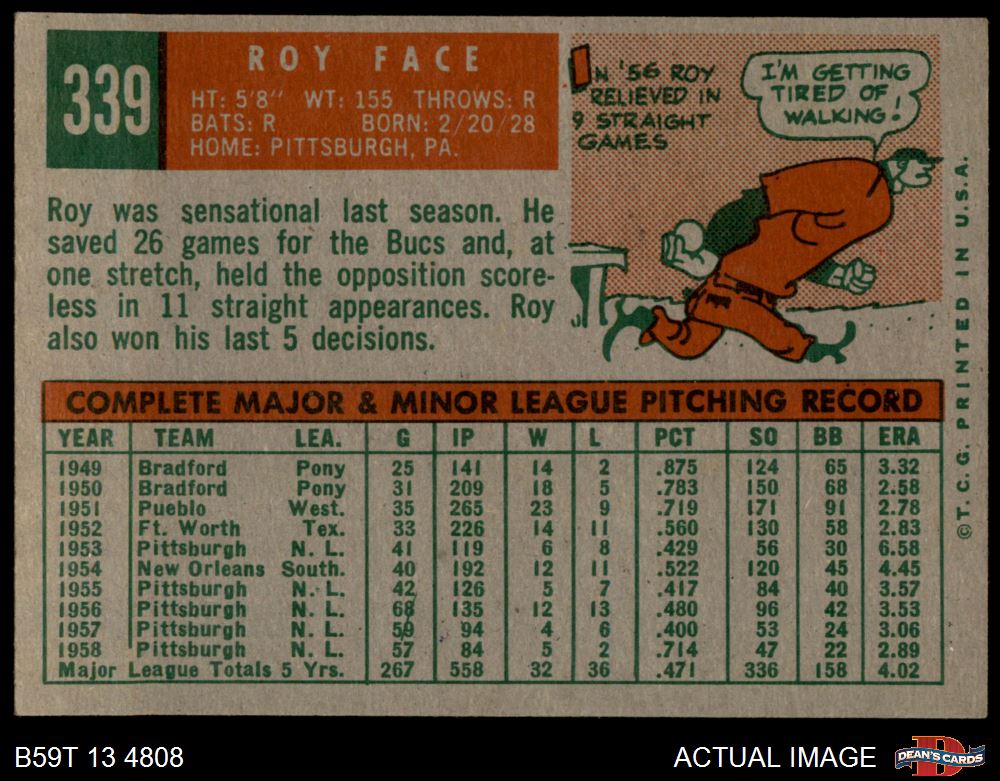 339
ROY FACE
HT: 5'8" WT: 155 THROWS: R
BATS: R BORN: 2/20/28
HOME: PITTSBURGH, PA.
IN '56 ROY
RELIEVED IN
9 STRAIGHT
GAMES
I'M GETTING
TIRED OF
WALKING!
Roy was sensational last season. He
saved 26 games for the Bucs and, at
one stretch, held the opposition score-
less in 11 straight appearances. Roy
also won his last 5 decisions.
COMPLETE MAJOR & MINOR LEAGUE PITCHING RECORD
YEAR TEAM LEA. G IP W L PCT SO BB ERA
1949 Bradford Pony 25 141 14 2 .875 124 65 3.32
1950 Bradford Pony 31 209 18 5 .783 150 68 2.58
1951 Pueblo West. 35 265 23 9 .719 171 91 2.78
1952 Ft. Worth Tex. 33 226 14 11 .560 130 58 2.83
1953 Pittsburgh N. L. 41 119 6 8 .429 56 30 6.58
1954 New Orleans South. 40 192 12 11 .522 120 45 4.45
1955 Pittsburgh N. L. 42 126 5 7 .417 84 40 3.57
1956 Pittsburgh N. L. 68 135 12 13 .480 96 42 3.53
1957 Pittsburgh N. L. 59 94 4 6 .400 53 24 3.06
1958 Pittsburgh N. L. 57 84 5 2 .714 47 22 2.89
Major League Totals 5 Yrs. 267 558 32 36 .471 336 158 4.02
©T.C.G. PRINTED IN U.S.A.
B59T 13 4808
ACTUAL IMAGE
D
DEAN'S CARDS